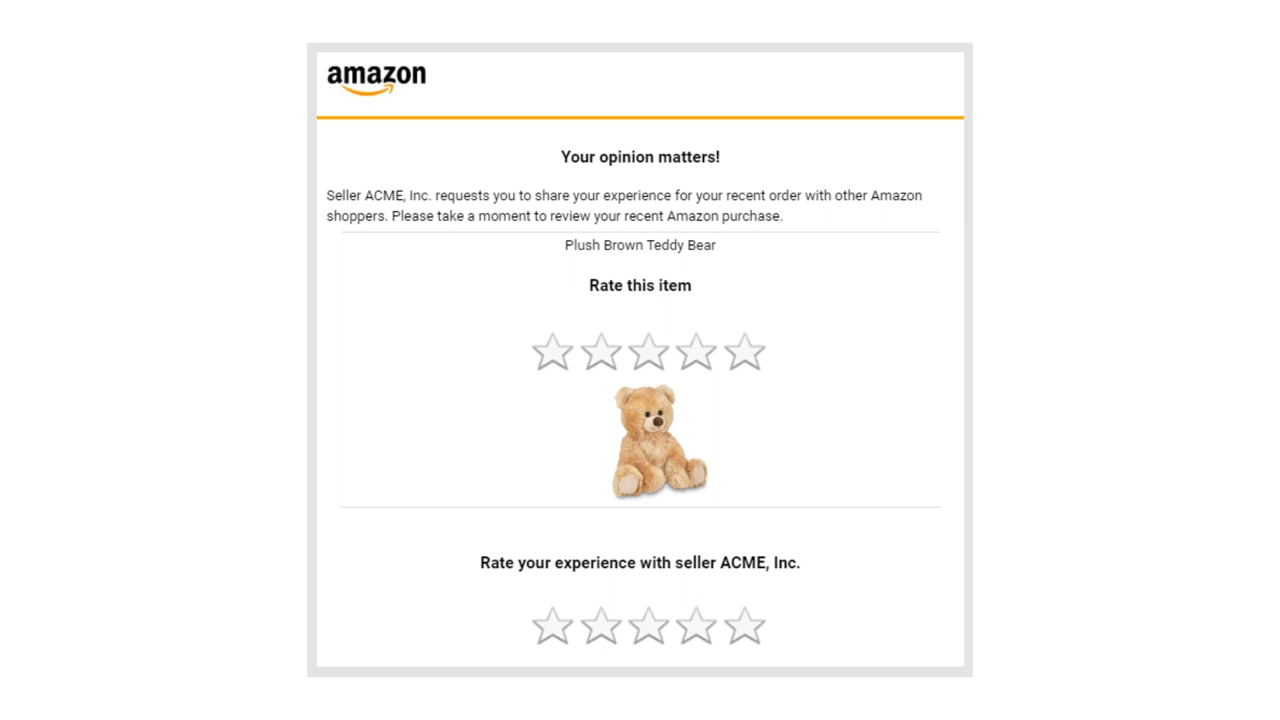 amazon
Your opinion matters!
Seller ACME, Inc. requests you to share your experience for your recent order with other Amazon
shoppers. Please take a moment to review your recent Amazon purchase.
Plush Brown Teddy Bear
Rate this item
Rate your experience with seller ACME, Inc.